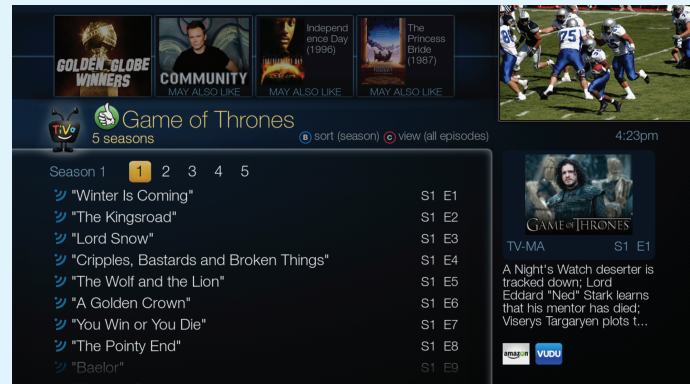 GOLDEN GLOBE
WINNERS
COMMUNITY
MAY ALSO LIKE
Independ
ence Day
(1996)
MAY ALSO LIKE
The
Princess
Bride
(1987)
MAY ALSO LIKE
TiVo
Game of Thrones
5 seasons
B sort (season) C view (all episodes)
4:23pm
Season 1 1 2 3 4 5
"Winter Is Coming" S1 E1
"The Kingsroad" S1 E2
"Lord Snow" S1 E3
"Cripples, Bastards and Broken Things" S1 E4
"The Wolf and the Lion" S1 E5
"A Golden Crown" S1 E6
"You Win or You Die" S1 E7
"The Pointy End" S1 E8
"Baelor" S1 E9
GAME OF THRONES
TV-MA S1 E1
A Night's Watch deserter is
tracked down; Lord
Eddard "Ned" Stark learns
that his mentor has died;
Viserys Targaryen plots t...
amazon VUDU
75